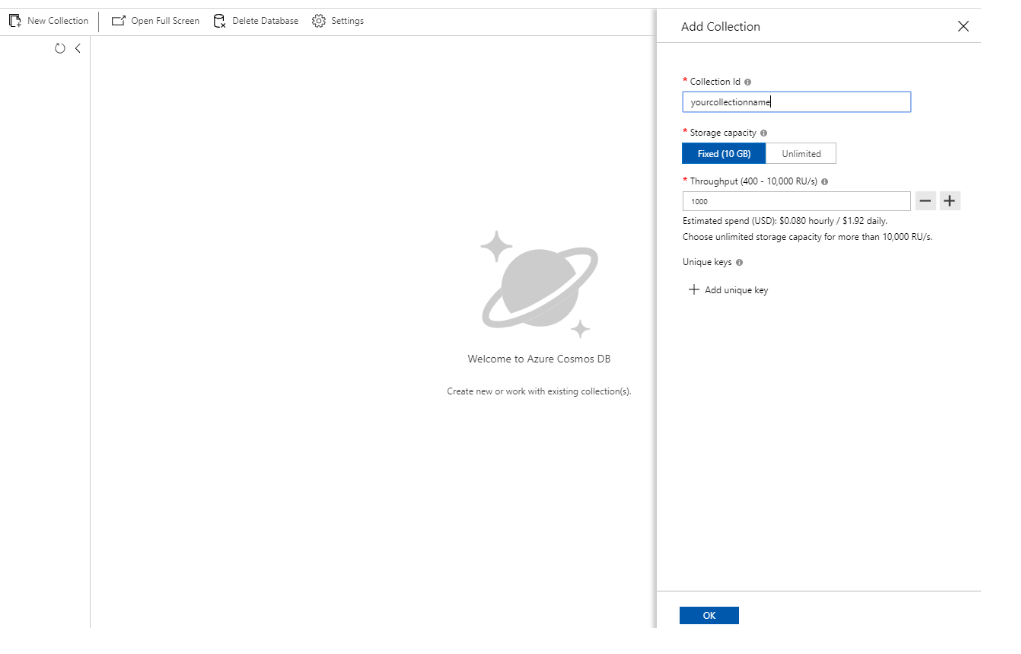 New Collection Open Full Screen Delete Database Settings
Add Collection
* Collection Id
yourcollectionname
* Storage capacity
Fixed (10 GB) Unlimited
* Throughput (400 - 10,000 RU/s)
1000
Estimated spend (USD): $0.080 hourly / $1.92 daily.
Choose unlimited storage capacity for more than 10,000 RU/s.
Unique keys
Add unique key
Welcome to Azure Cosmos DB
Create new or work with existing collection(s).
OK